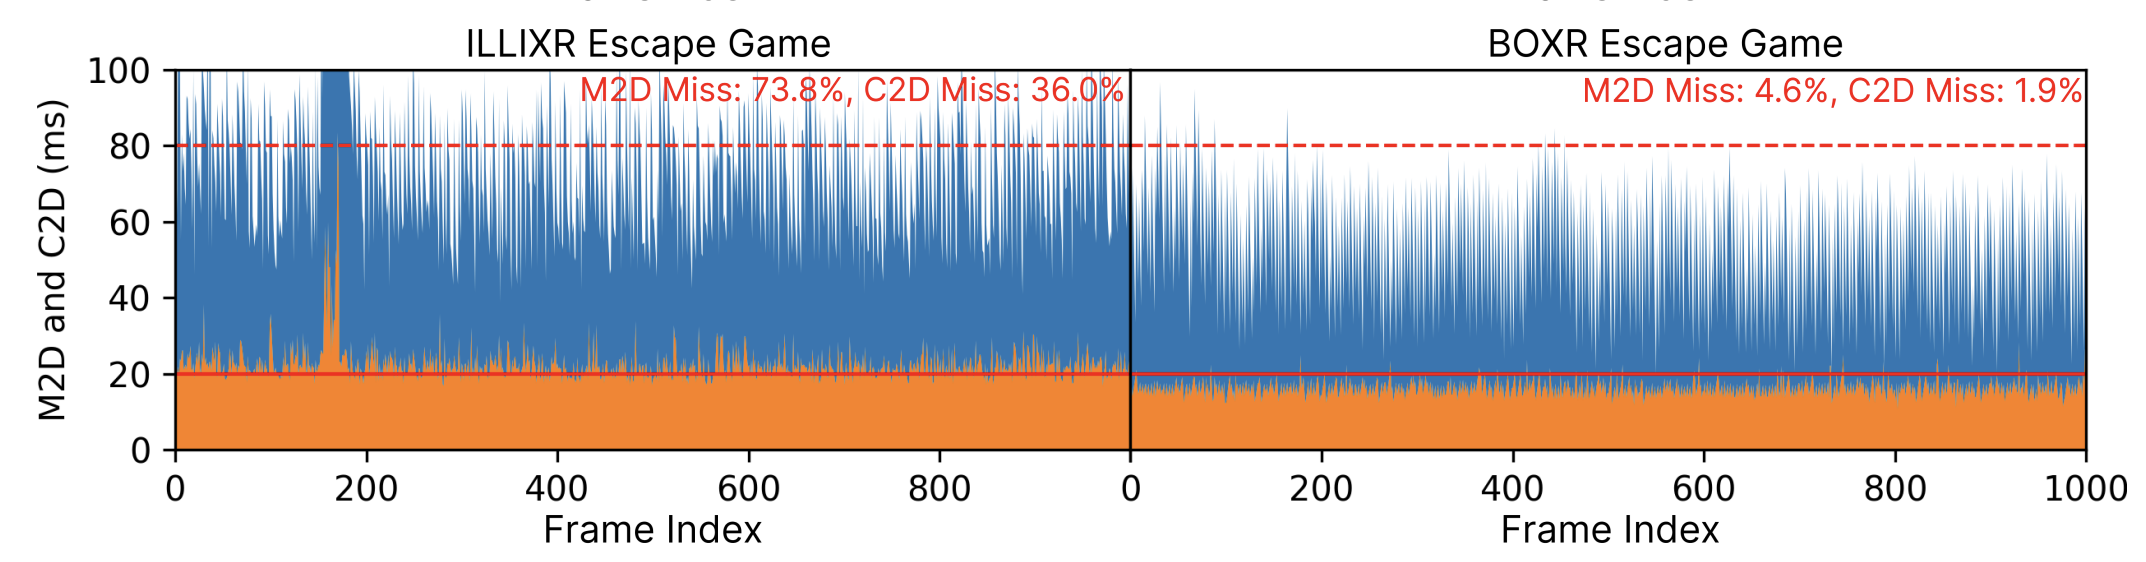 ILLIXR Escape Game
BOXR Escape Game
M2D Miss: 73.8%, C2D Miss: 36.0%
M2D Miss: 4.6%, C2D Miss: 1.9%
M2D and C2D (ms)
100
80
60
40
20
0
0 200 400 600 800 0 200 400 600 800 1000
Frame Index
Frame Index